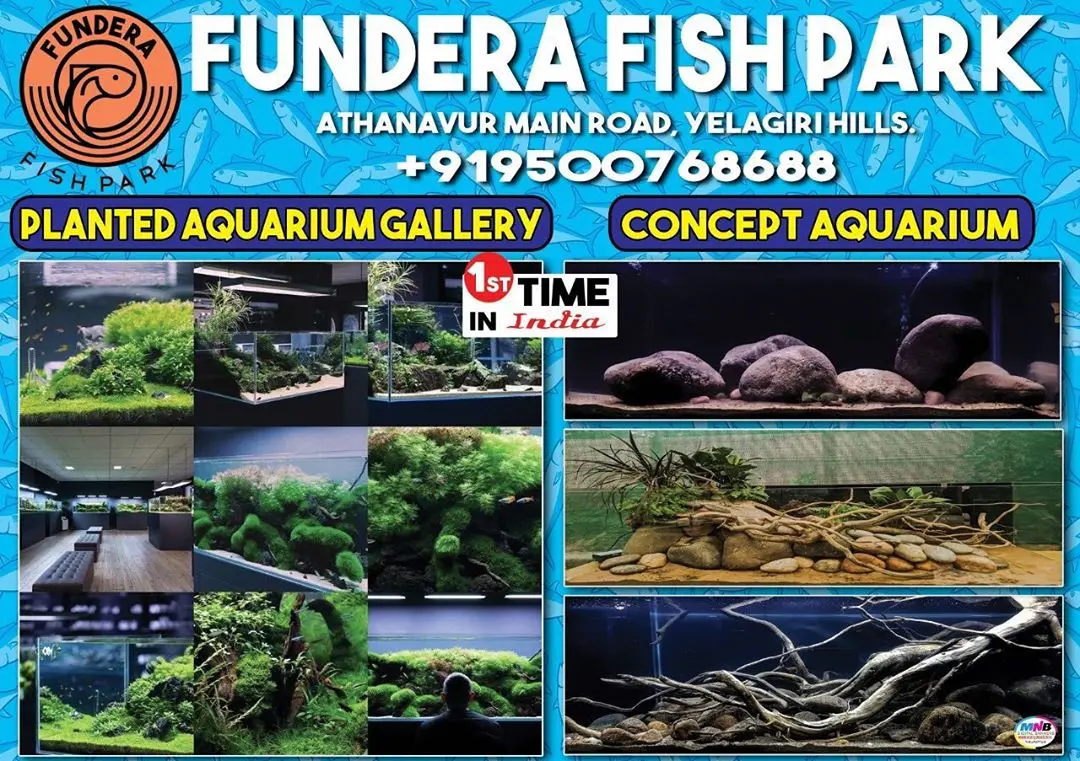 FUNDERA
FISH PARK
FUNDERA FISH PARK
ATHANAVUR MAIN ROAD, YELAGIRI HILLS.
+919500768688
PLANTED AQUARIUM GALLERY
CONCEPT AQUARIUM
1ST TIME
IN India
MNB